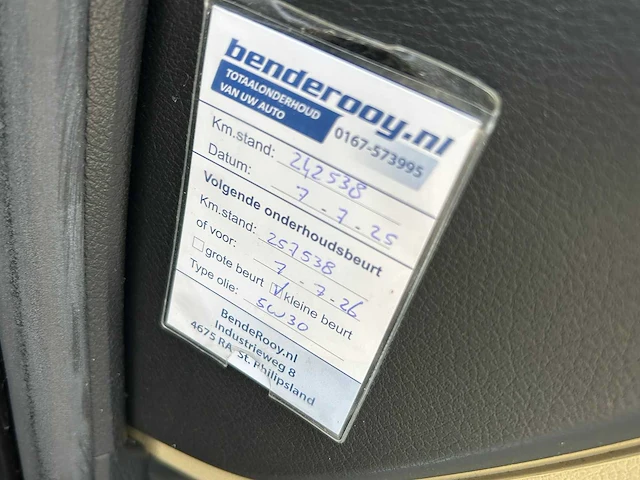 benderooy.nl
TOTAALONDERHOUD
VAN UW AUTO
0167-573995
Km.stand: 242538
Datum: 7-7-25
Volgende onderhoudsbeurt
Km.stand: 257538
of voor: 7-7-26
grote beurt kleine beurt
Type olie: 5W30
BendeRooy.nl
Industrieweg 8
4675 RA St. Philipsland